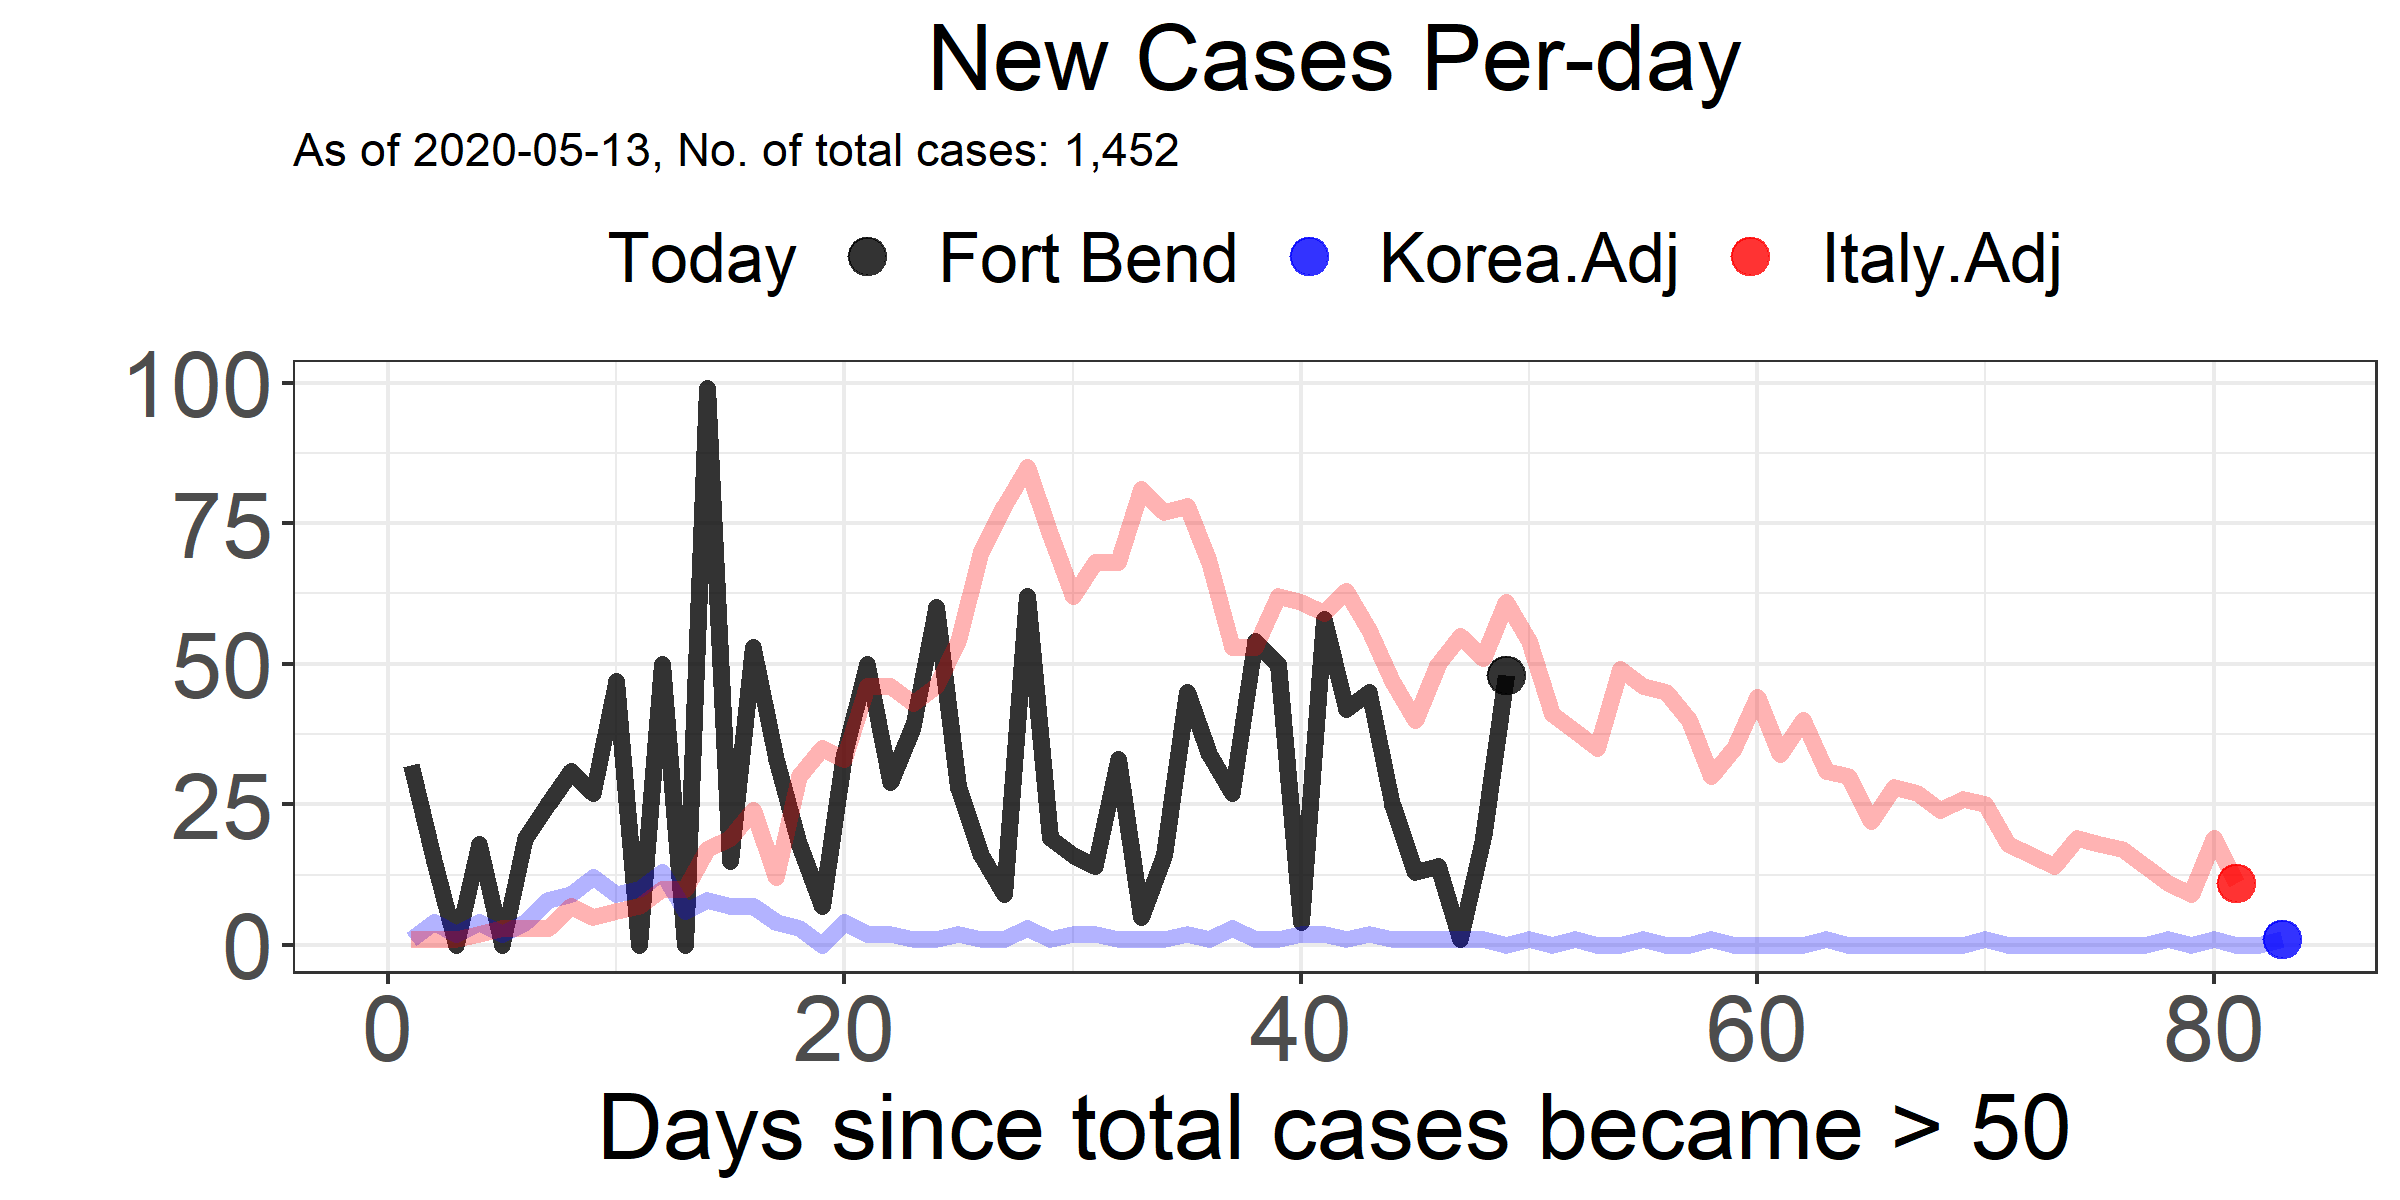 New Cases Per-day
As of 2020-05-13, No. of total cases: 1,452
Today Fort Bend Korea.Adj Italy.Adj
100
75
50
25
0
0 20 40 60 80
Days since total cases became > 50